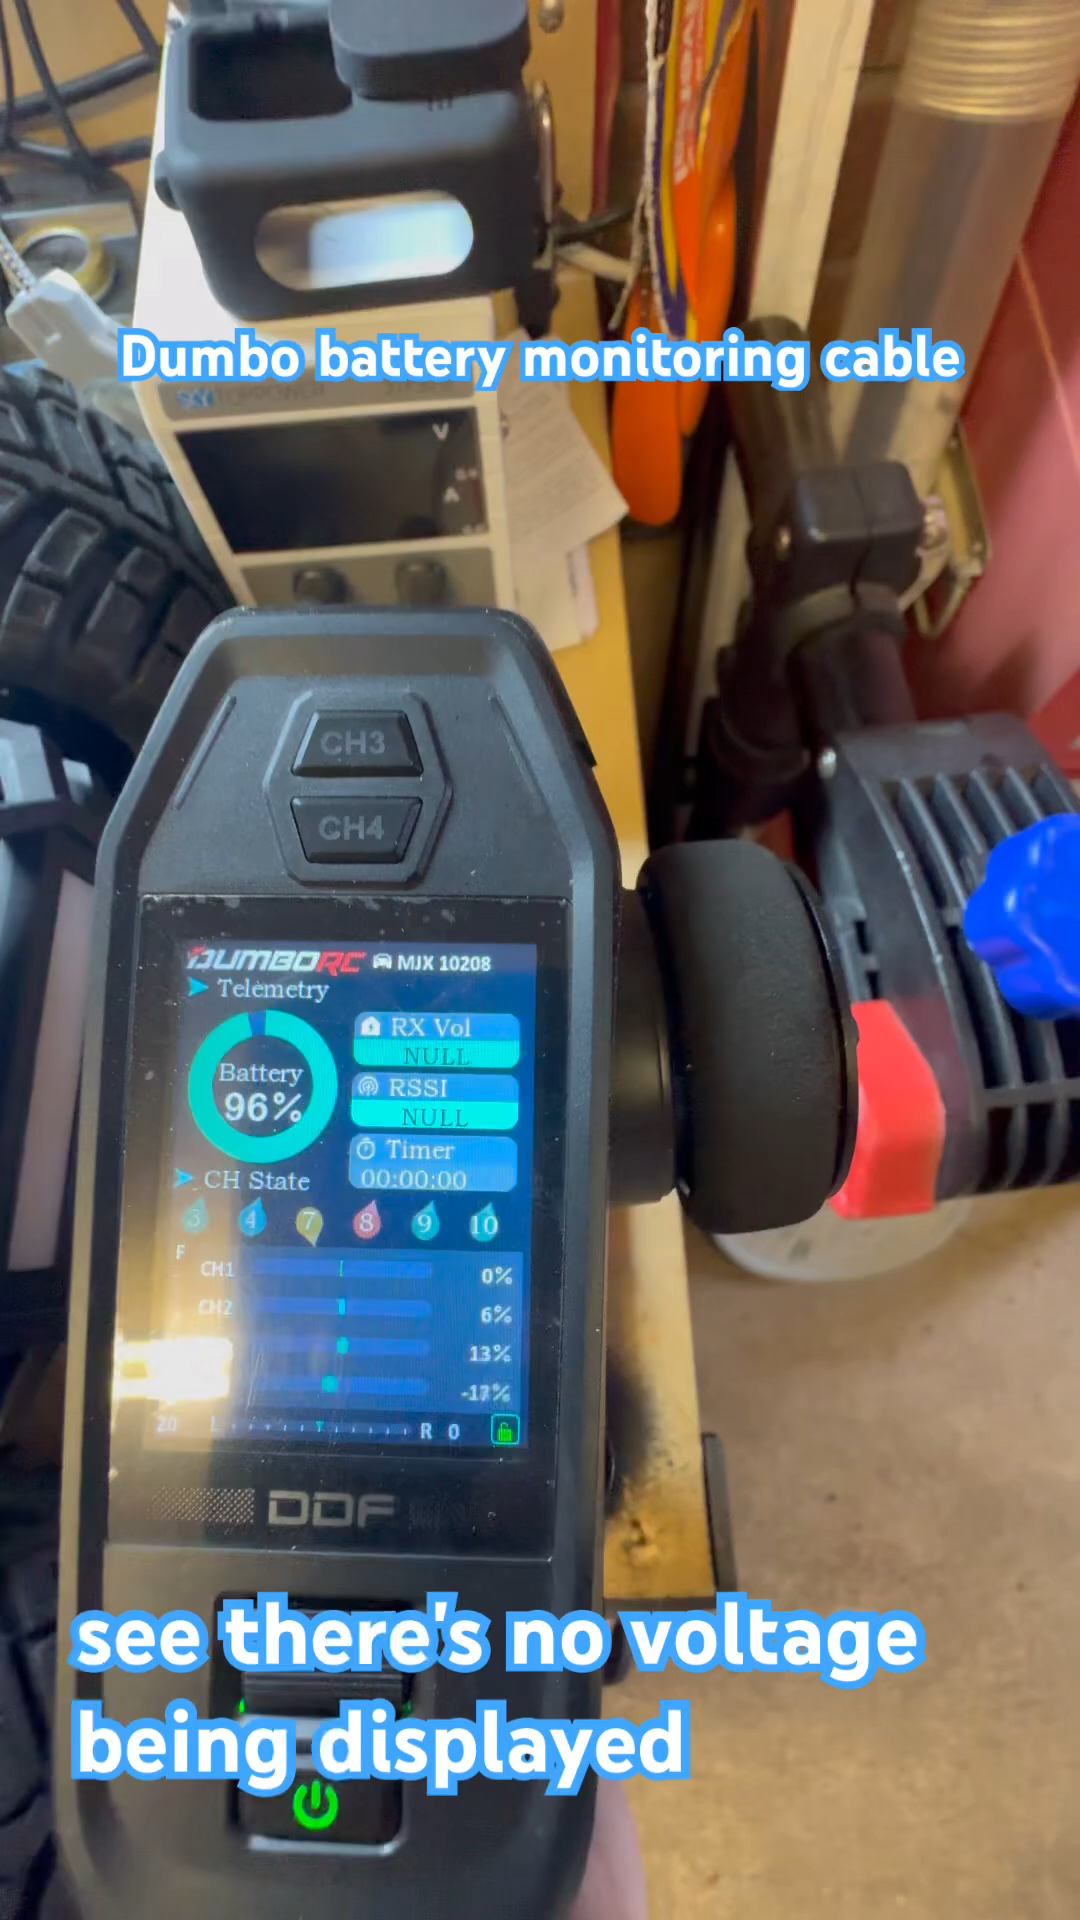 Dumbo battery monitoring cable
V
A
CH3
CH4
DUMBORC MJX 10208
Telemetry
Battery
96%
RX Vol
NULL
RSSI
NULL
Timer
00:00:00
CH State
3 4 7 8 9 10
F
CH1 0%
CH2 6%
13%
20 L T R 0
DDF
see there's no voltage
being displayed